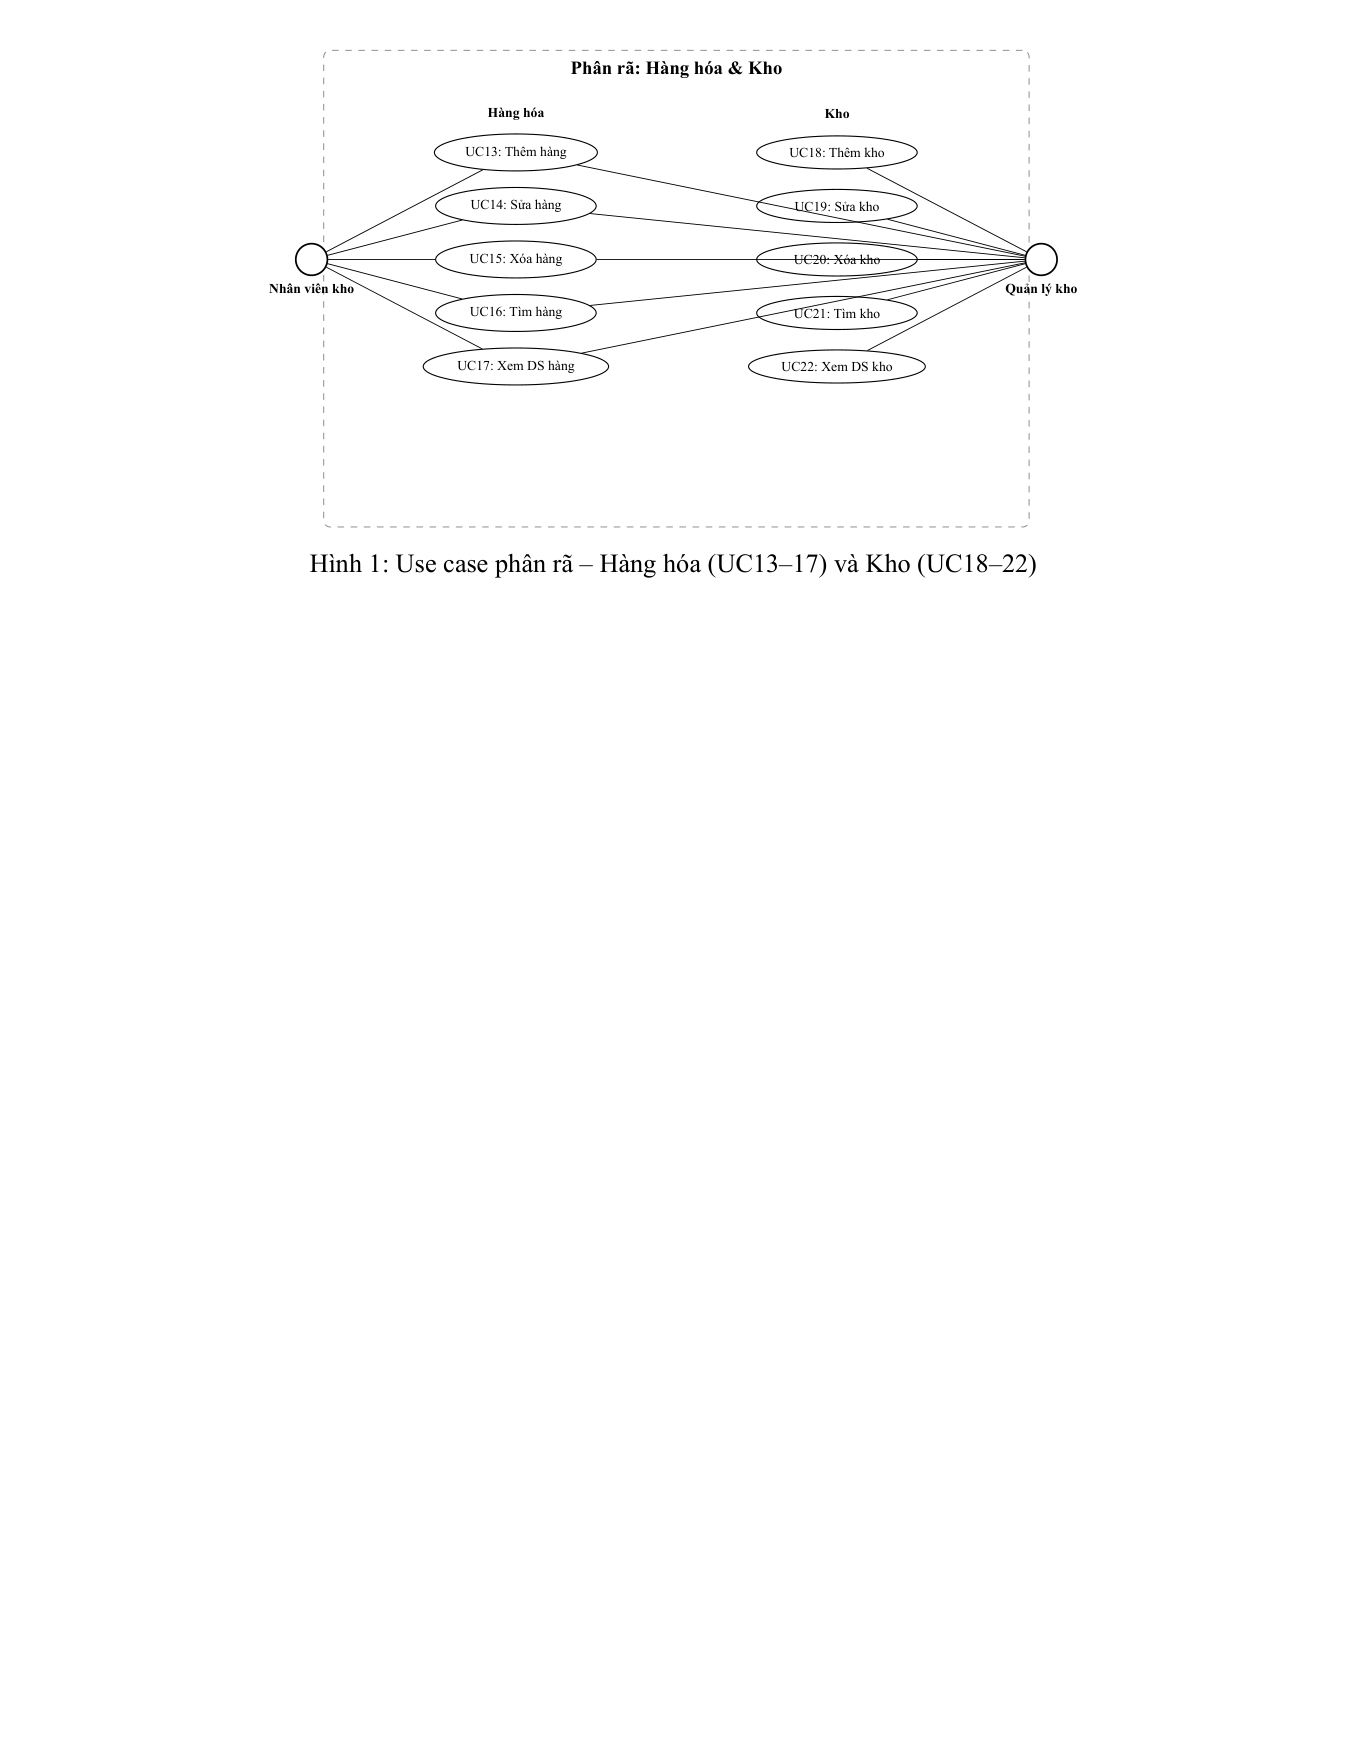 Phân rã: Hàng hóa & Kho
Hàng hóa
Kho
UC13: Thêm hàng
UC18: Thêm kho
UC14: Sửa hàng
UC19: Sửa kho
UC15: Xóa hàng
UC20: Xóa kho
Nhân viên kho
Quản lý kho
UC16: Tìm hàng
UC21: Tìm kho
UC17: Xem DS hàng
UC22: Xem DS kho
Hình 1: Use case phân rã – Hàng hóa (UC13–17) và Kho (UC18–22)